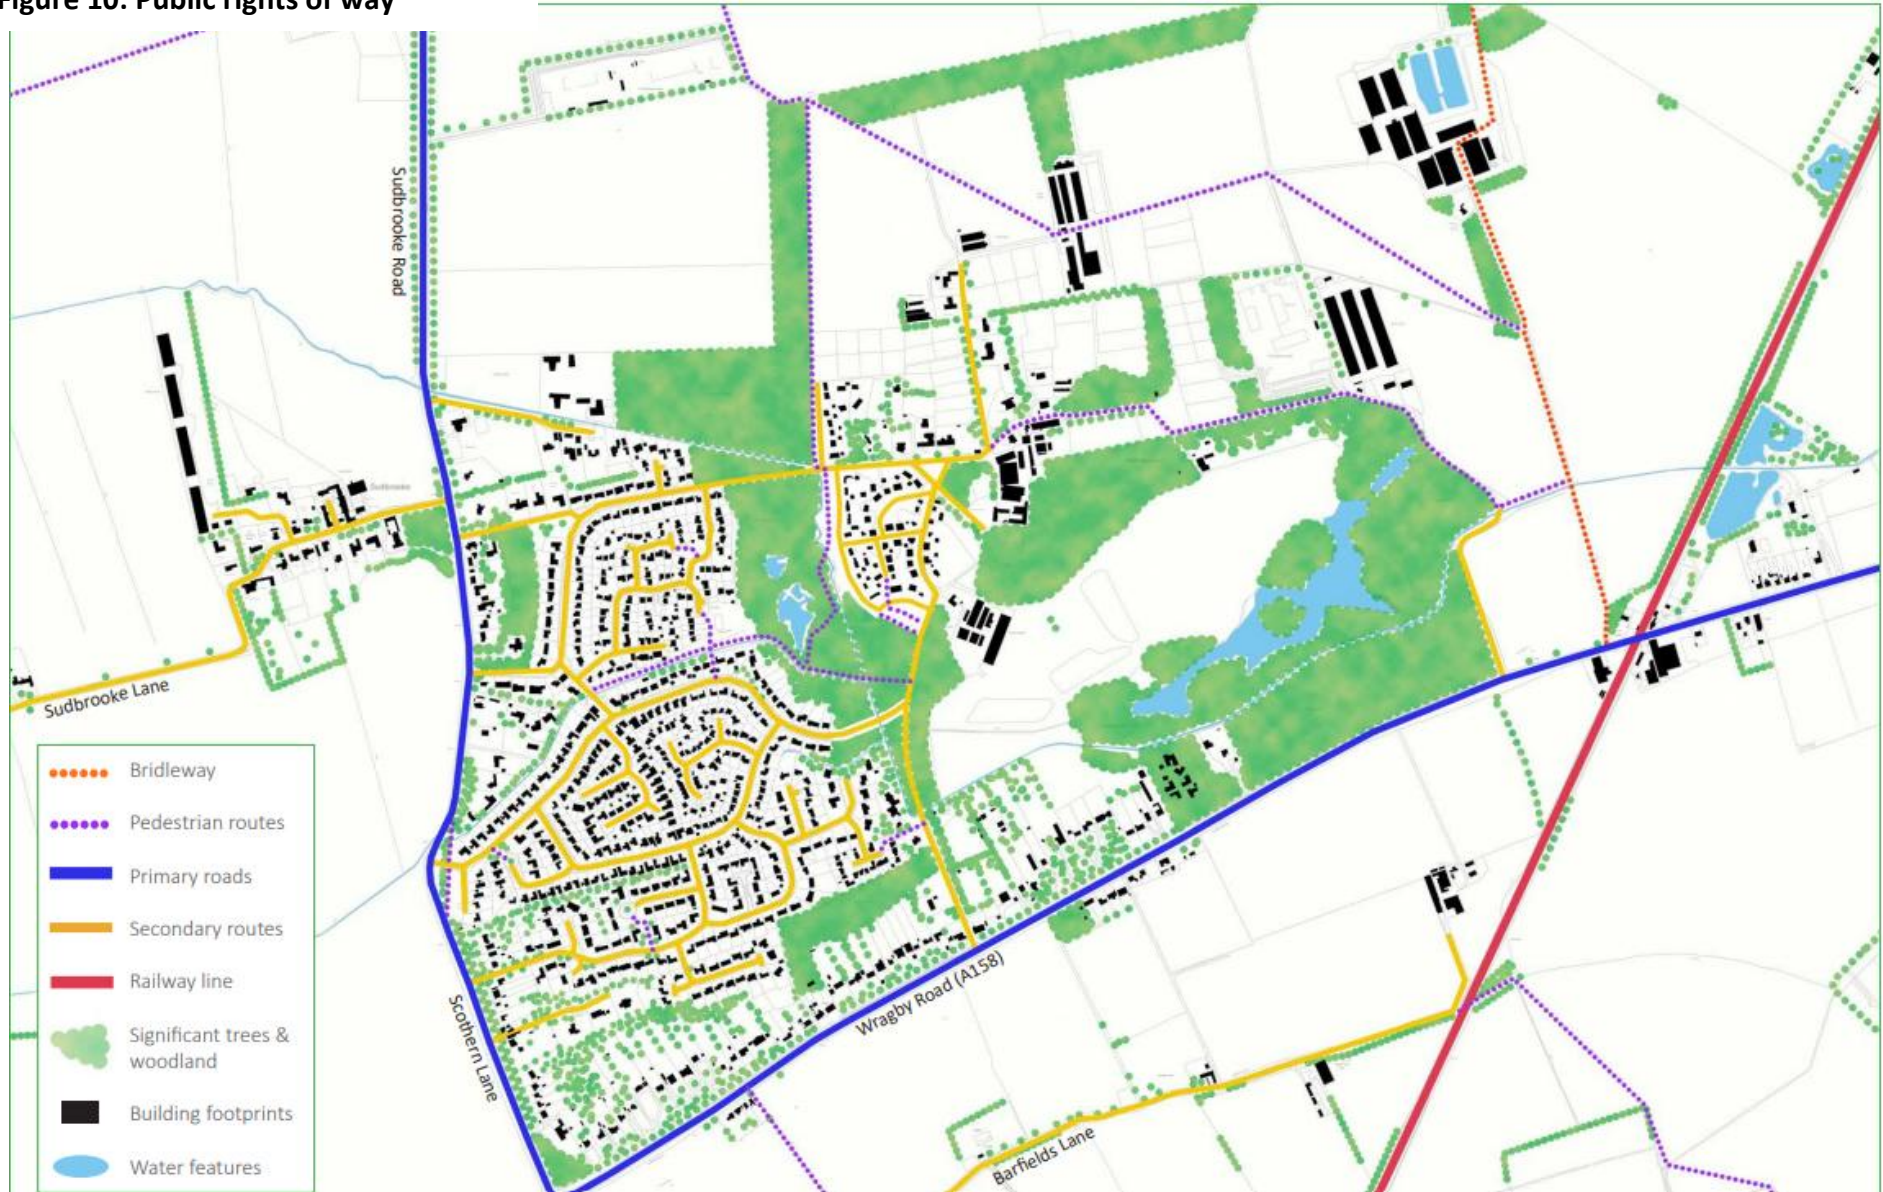 Figure 10: Public rights of way
Sudbrooke Road
Sudbrooke
Sudbrooke Lane
Bridleway
Pedestrian routes
Primary roads
Secondary routes
Railway line
Significant trees &
woodland
Building footprints
Water features
Scothern Lane
Wragby Road (A158)
Barfields Lane